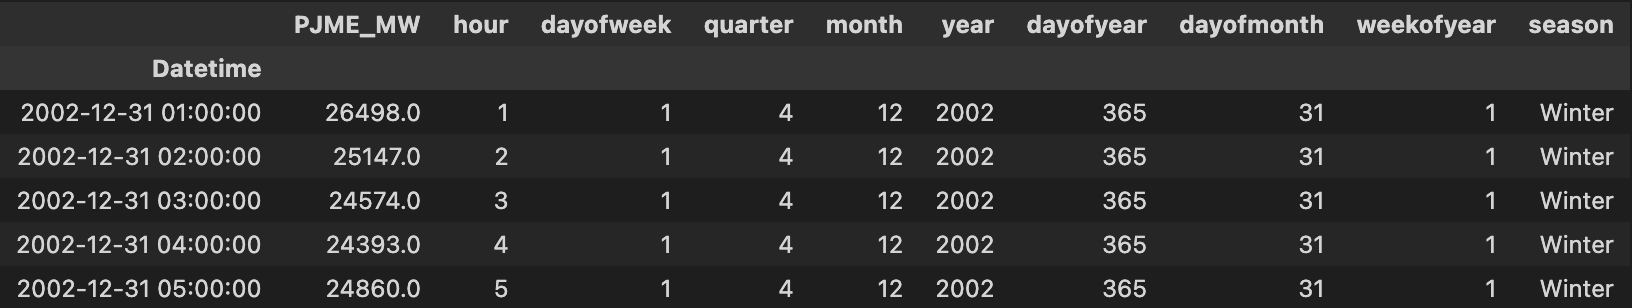 PJME_MW hour dayofweek quarter month year dayofyear dayofmonth weekofyear season
Datetime
2002-12-31 01:00:00 26498.0 1 1 4 12 2002 365 31 1 Winter
2002-12-31 02:00:00 25147.0 2 1 4 12 2002 365 31 1 Winter
2002-12-31 03:00:00 24574.0 3 1 4 12 2002 365 31 1 Winter
2002-12-31 04:00:00 24393.0 4 1 4 12 2002 365 31 1 Winter
2002-12-31 05:00:00 24860.0 5 1 4 12 2002 365 31 1 Winter